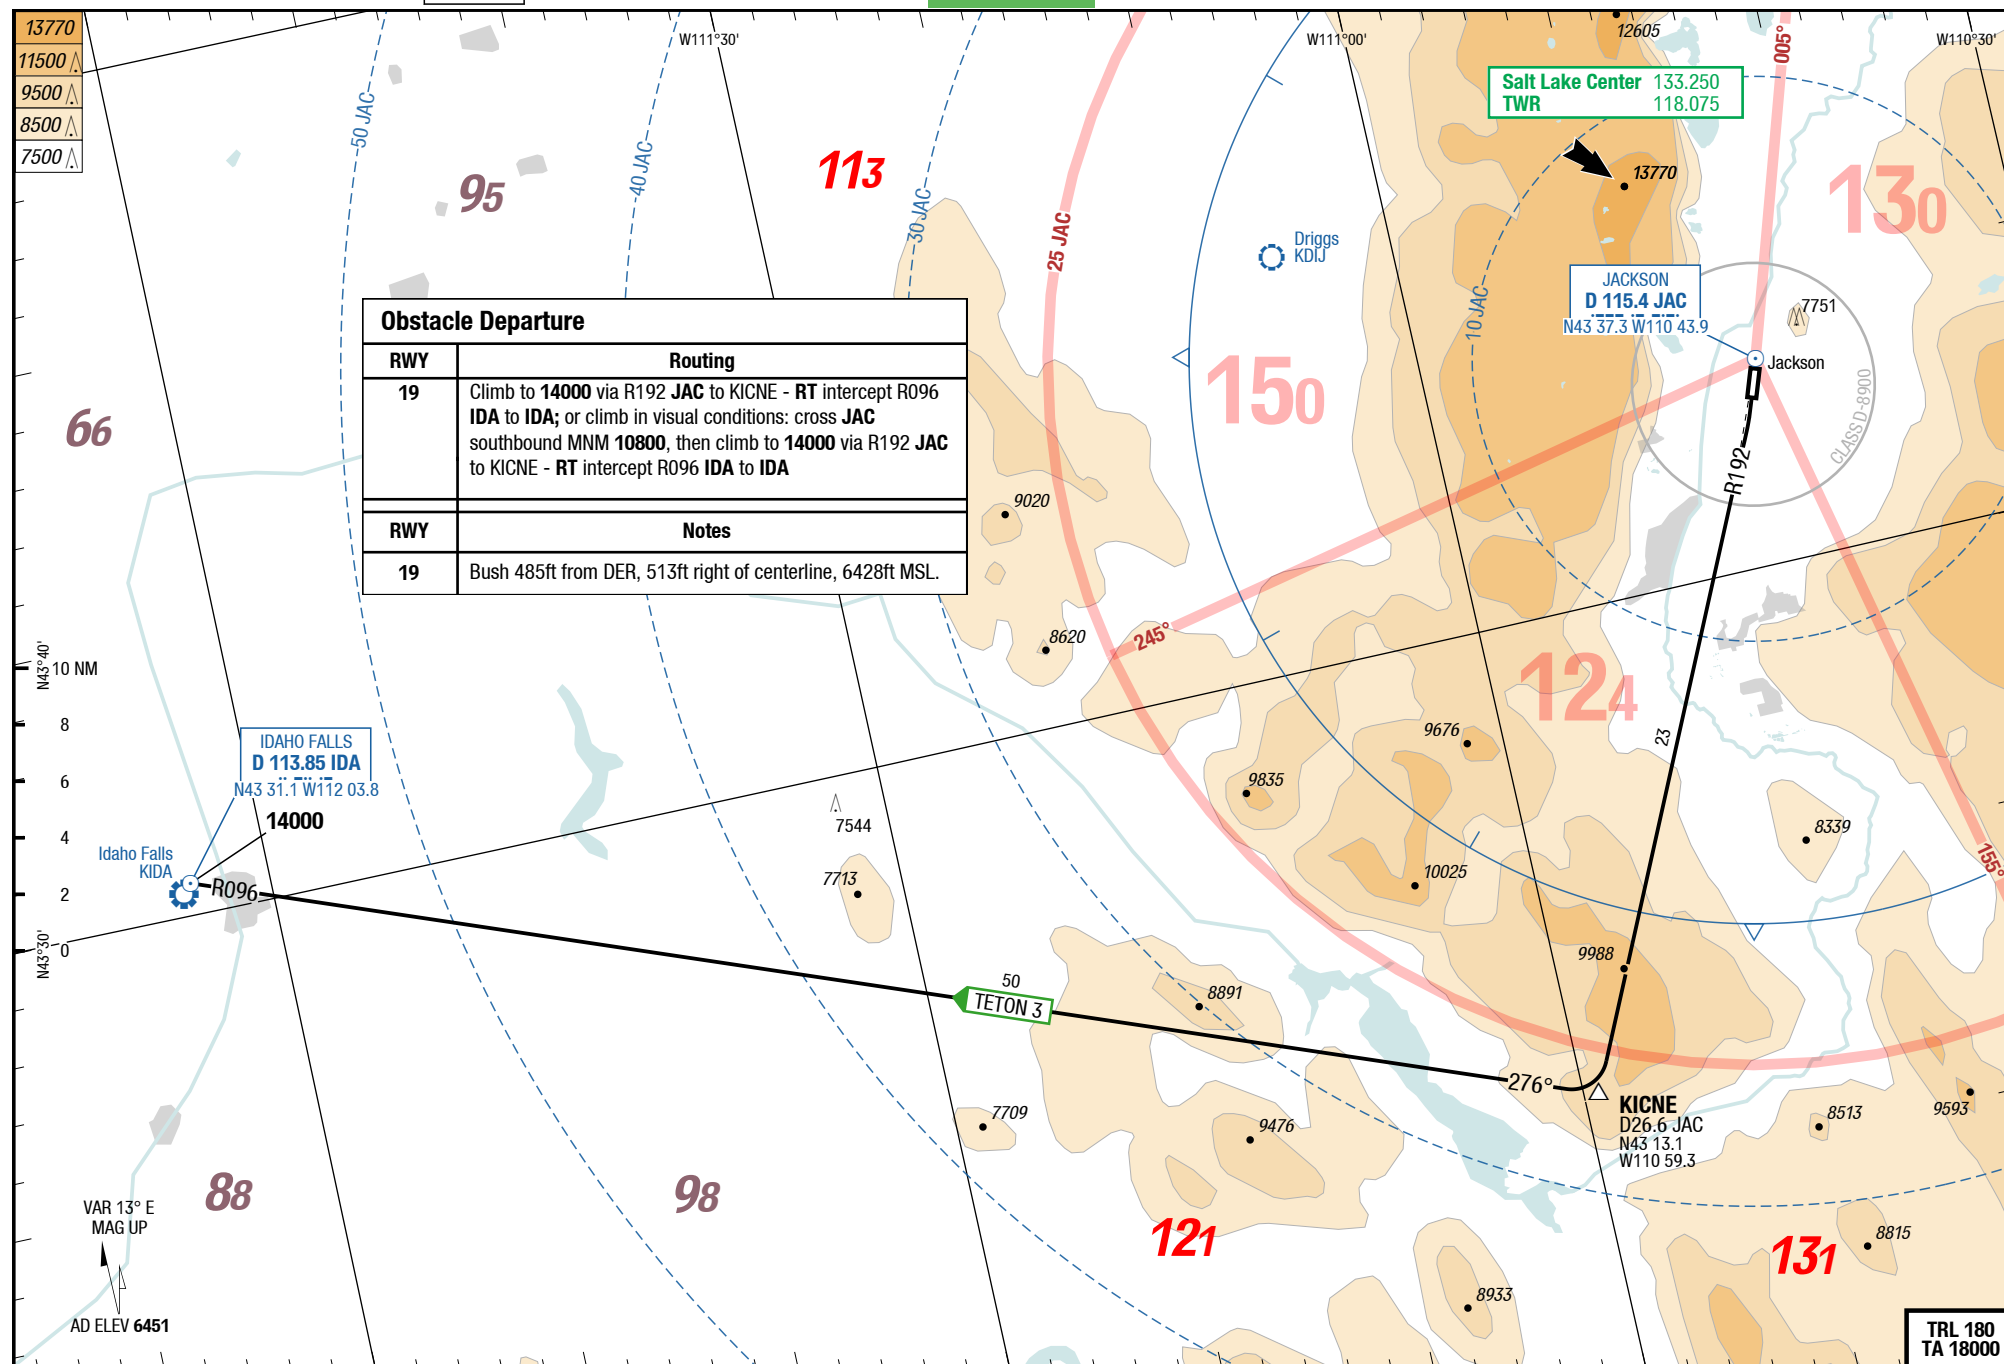 13770
11500
9500
8500
7500
W111°30'
W111°00'
W110°30'
12605
005°
Salt Lake Center 133.250
TWR 118.075
50 JAC
40 JAC
30 JAC
25 JAC
10 JAC
95
113
130
13770
Driggs
KDIJ
JACKSON
D 115.4 JAC
N43 37.3 W110 43.9
7751
Jackson
CLASS D-8900
150
66
Obstacle Departure
RWY Routing
19 Climb to 14000 via R192 JAC to KICNE - RT intercept R096
IDA to IDA; or climb in visual conditions: cross JAC
southbound MNM 10800, then climb to 14000 via R192 JAC
to KICNE - RT intercept R096 IDA to IDA
RWY Notes
19 Bush 485ft from DER, 513ft right of centerline, 6428ft MSL.
R192
9020
8620
245°
124
N43°40'
10 NM
8
6
4
2
0
N43°30'
IDAHO FALLS
D 113.85 IDA
N43 31.1 W112 03.8
14000
Idaho Falls
KIDA
R096
7544
7713
9676
9835
10025
23
8339
155°
9988
50
TETON 3
8891
276°
KICNE
D26.6 JAC
N43 13.1
W110 59.3
7709
9476
8513
9593
88
98
121
131
8815
8933
VAR 13° E
MAG UP
AD ELEV 6451
TRL 180
TA 18000